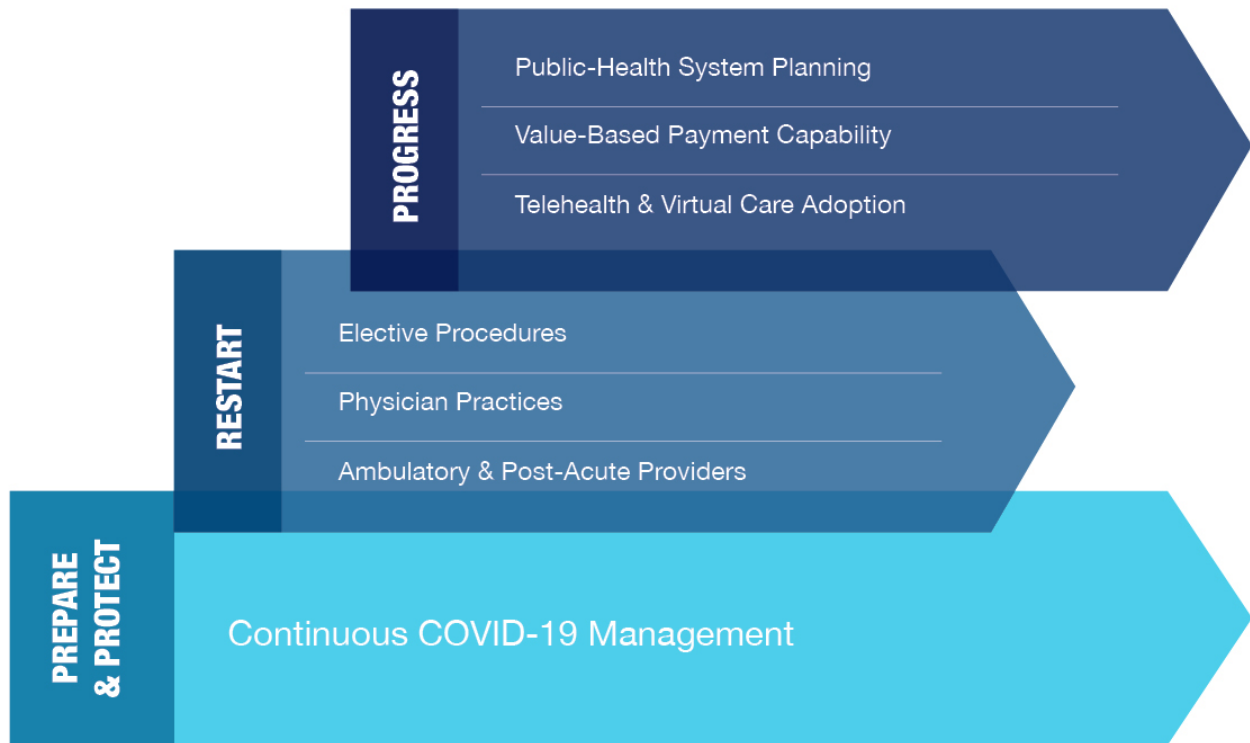 PROGRESS
Public-Health System Planning
Value-Based Payment Capability
Telehealth & Virtual Care Adoption
RESTART
Elective Procedures
Physician Practices
Ambulatory & Post-Acute Providers
PREPARE
& PROTECT
Continuous COVID-19 Management